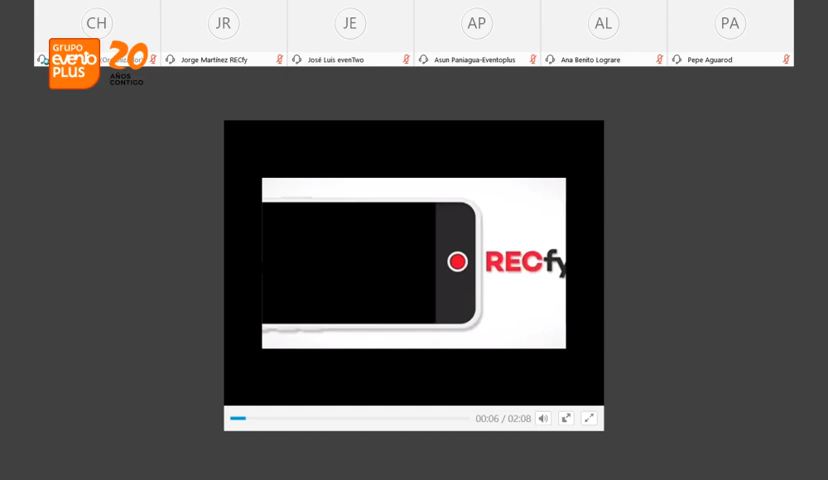 CH
JR
JE
AP
AL
PA
Jorge Martínez RECfy
José Luis evenTwo
Asun Paniagua-Eventoplus
Ana Benito Lograre
Pepe Aguarod
GRUPO
evento
PLUS
20
AÑOS
CONTIGO
RECfy
00:06 / 02:08